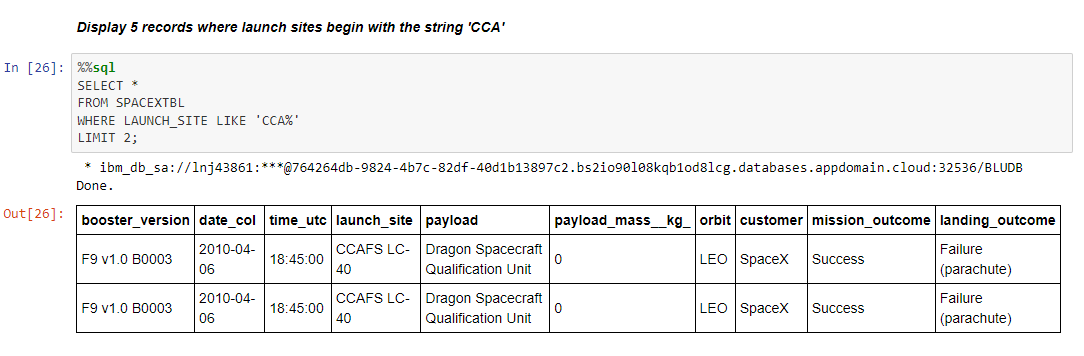 Display 5 records where launch sites begin with the string 'CCA'
In [26]: %%sql
SELECT *
FROM SPACEXTBL
WHERE LAUNCH_SITE LIKE 'CCA%'
LIMIT 2;
* ibm_db_sa://lnj43861:***@764264db-9824-4b7c-82df-40d1b13897c2.bs2io90l08kqb1od8lcg.databases.appdomain.cloud:32536/BLUDB
Done.
Out[26]:
booster_version date_col time_utc launch_site payload payload_mass__kg_ orbit customer mission_outcome landing_outcome
F9 v1.0 B0003 2010-04-06 18:45:00 CCAFS LC-40 Dragon Spacecraft Qualification Unit 0 LEO SpaceX Success Failure (parachute)
F9 v1.0 B0003 2010-04-06 18:45:00 CCAFS LC-40 Dragon Spacecraft Qualification Unit 0 LEO SpaceX Success Failure (parachute)